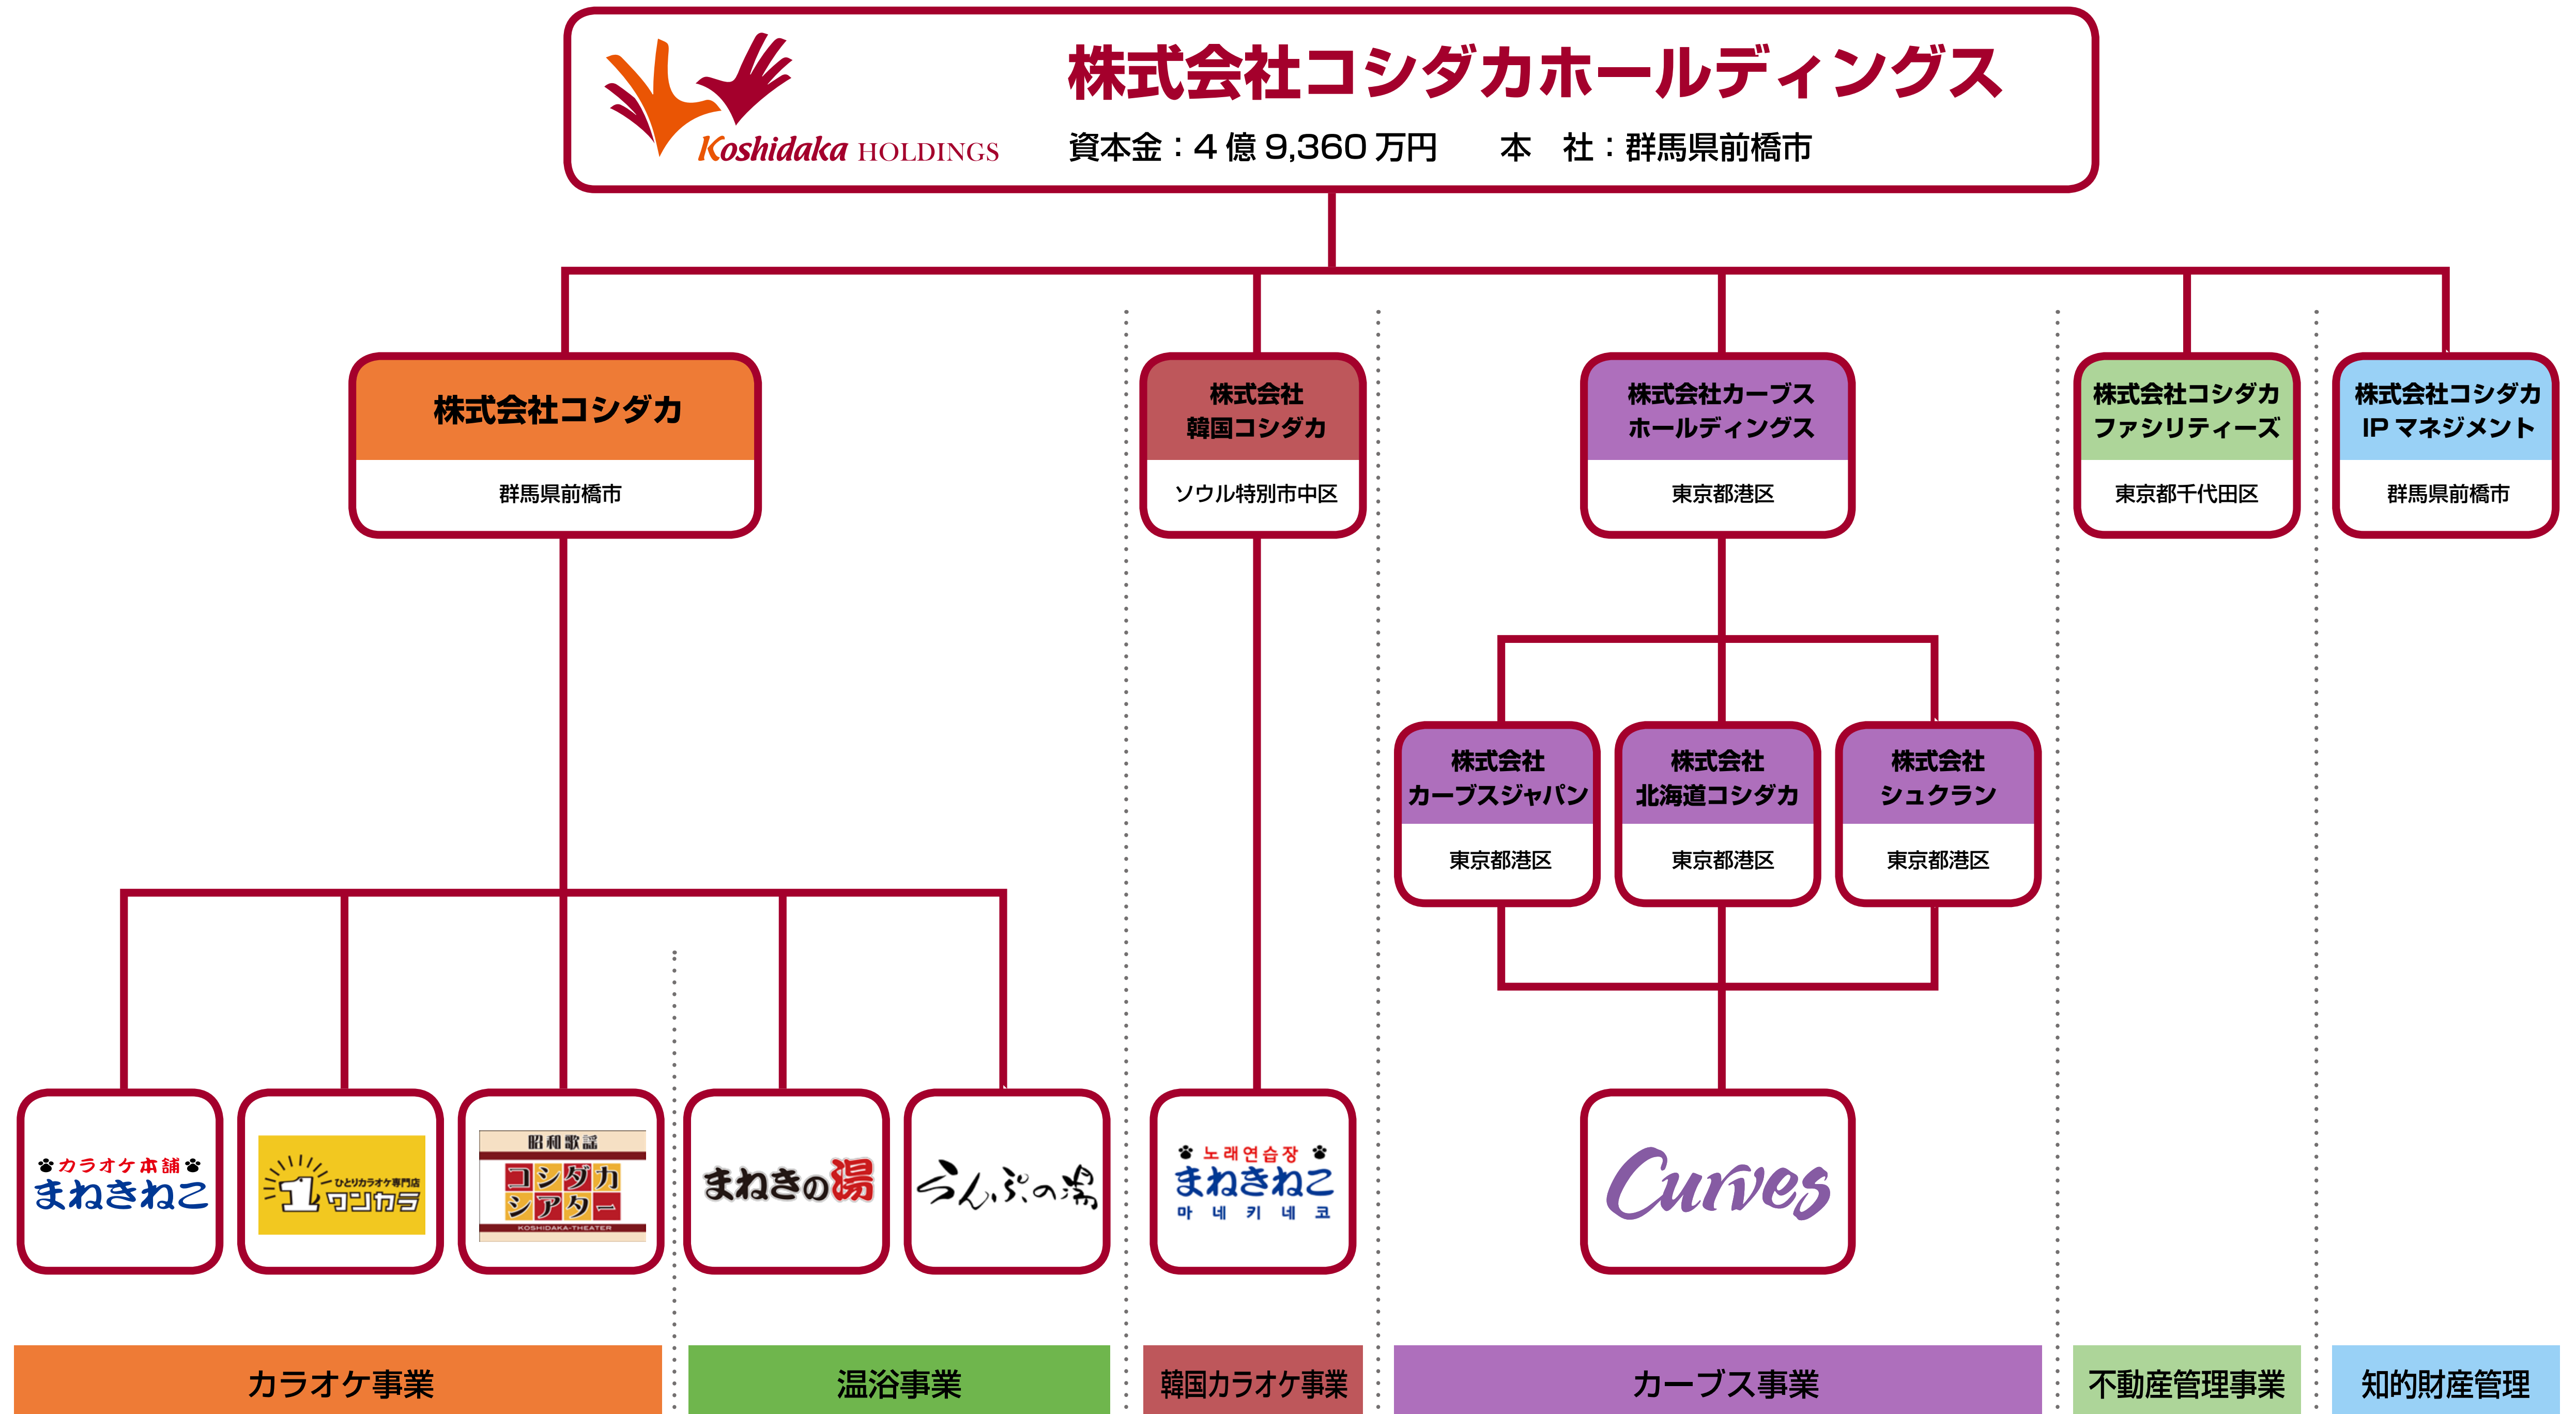 株式会社コシダカホールディングス
Koshidaka HOLDINGS
資本金：4億9,360万円　本　社：群馬県前橋市
株式会社コシダカ
群馬県前橋市
株式会社
韓国コシダカ
ソウル特別市中区
株式会社カーブス
ホールディングス
東京都港区
株式会社コシダカ
ファシリティーズ
東京都千代田区
株式会社コシダカ
IPマネジメント
群馬県前橋市
株式会社
カーブスジャパン
東京都港区
株式会社
北海道コシダカ
東京都港区
株式会社
シュクラン
東京都港区
カラオケ本舗
まねきねこ
ひとりカラオケ専門店
1ワンカラ
昭和歌謡
コシダカ
シアター
KOSHIDAKA-THEATER
まねきの湯
らんぷの湯
노래연습장
まねきねこ
마네키네코
Curves
カラオケ事業
温浴事業
韓国カラオケ事業
カーブス事業
不動産管理事業
知的財産管理